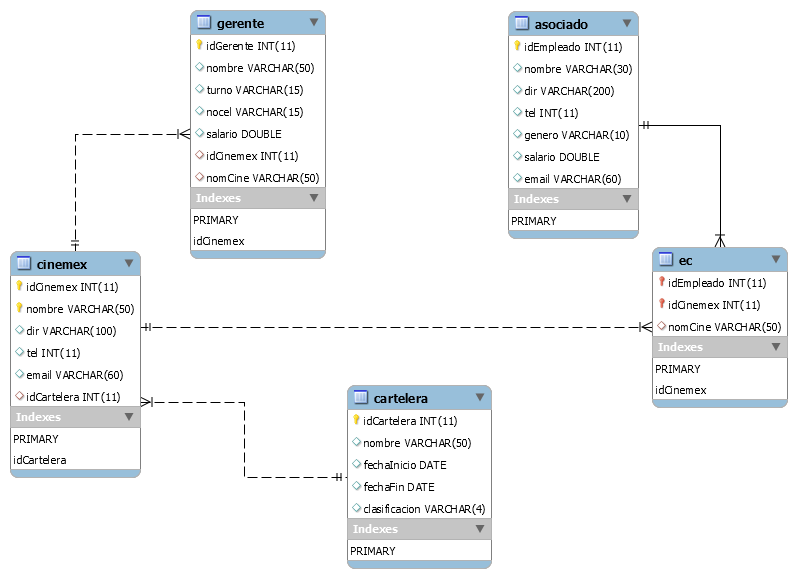 gerente
idGerente INT(11)
nombre VARCHAR(50)
turno VARCHAR(15)
nocel VARCHAR(15)
salario DOUBLE
idCinemex INT(11)
nomCine VARCHAR(50)
Indexes
PRIMARY
idCinemex
asociado
idEmpleado INT(11)
nombre VARCHAR(30)
dir VARCHAR(200)
tel INT(11)
genero VARCHAR(10)
salario DOUBLE
email VARCHAR(60)
Indexes
PRIMARY
cinemex
idCinemex INT(11)
nombre VARCHAR(50)
dir VARCHAR(100)
tel INT(11)
email VARCHAR(60)
idCartelera INT(11)
Indexes
PRIMARY
idCartelera
ec
idEmpleado INT(11)
idCinemex INT(11)
nomCine VARCHAR(50)
Indexes
PRIMARY
idCinemex
cartelera
idCartelera INT(11)
nombre VARCHAR(50)
fechaInicio DATE
fechaFin DATE
clasificacion VARCHAR(4)
Indexes
PRIMARY